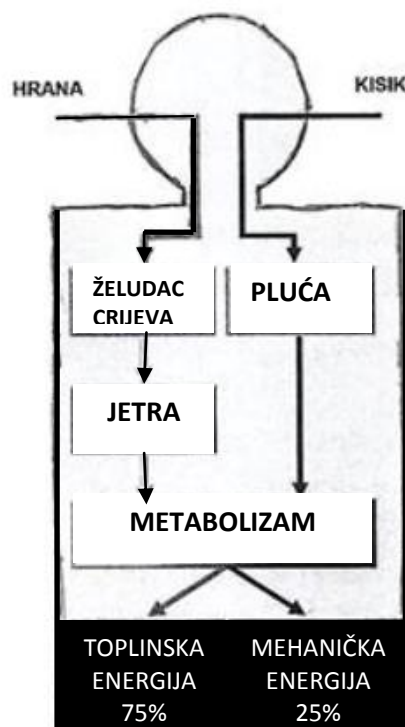 HRANA
KISIK
ŽELUDAC
CRIJEVA
PLUĆA
JETRA
METABOLIZAM
TOPLINSKA
ENERGIJA
75%
MEHANIČKA
ENERGIJA
25%